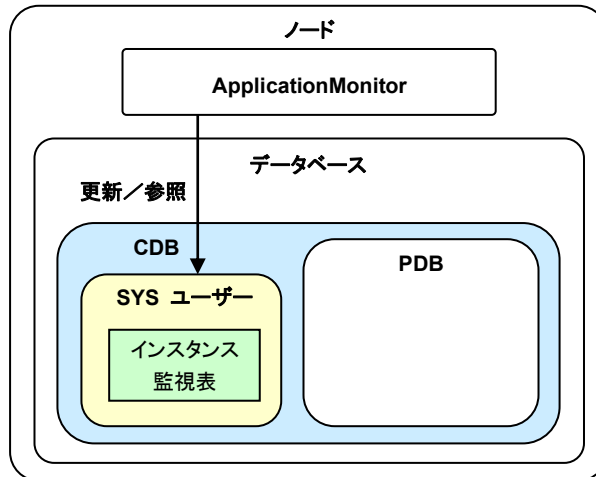 ノード
ApplicationMonitor
データベース
更新／参照
CDB
PDB
SYS ユーザー
インスタンス
監視表